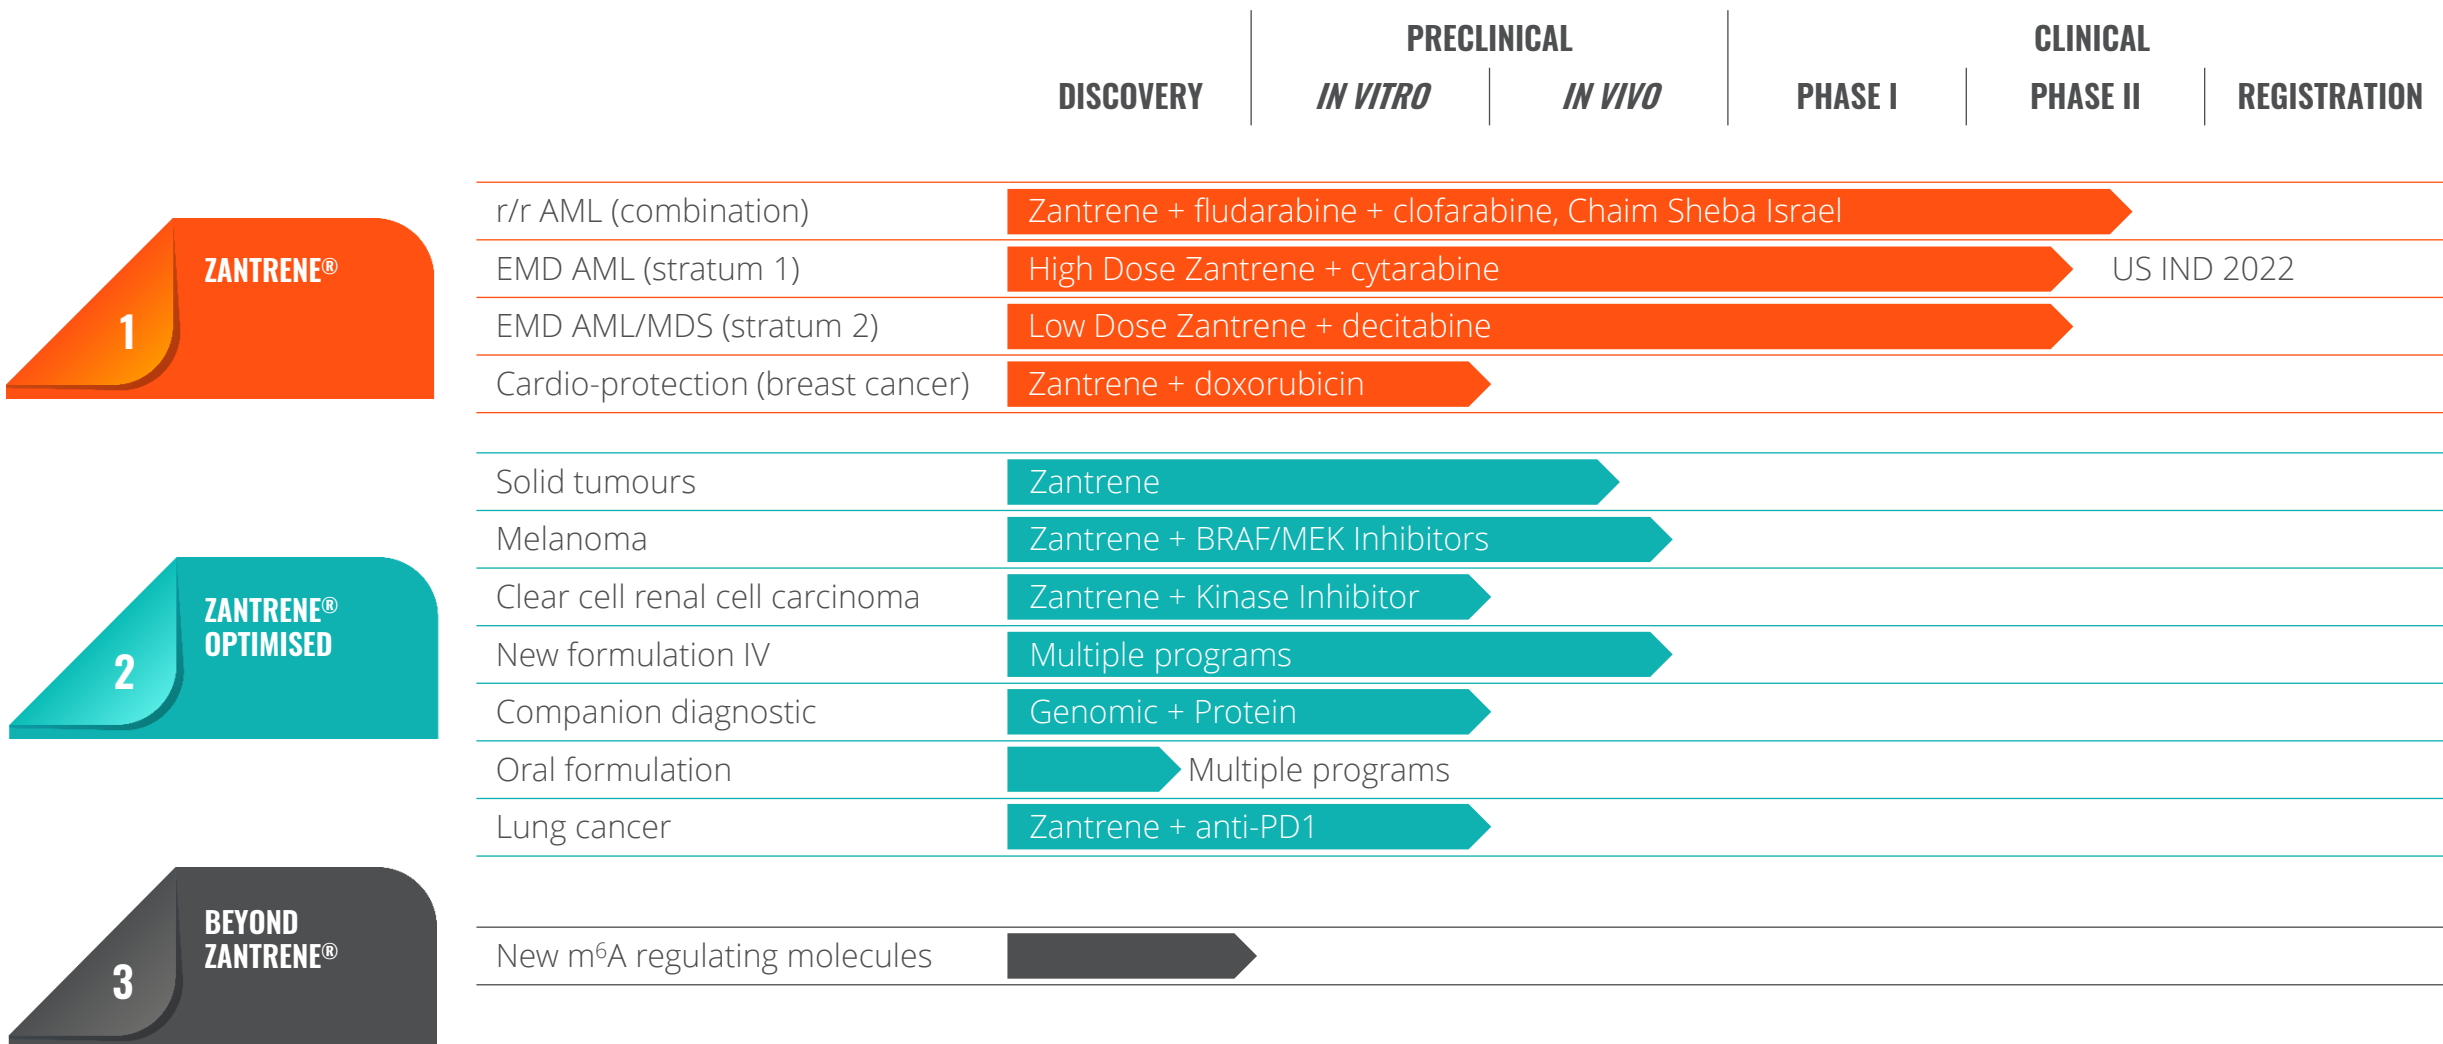 PRECLINICAL CLINICAL
DISCOVERY IN VITRO IN VIVO PHASE I PHASE II REGISTRATION
1
ZANTRENE®
r/r AML (combination) Zantrene + fludarabine + clofarabine, Chaim Sheba Israel
EMD AML (stratum 1) High Dose Zantrene + cytarabine US IND 2022
EMD AML/MDS (stratum 2) Low Dose Zantrene + decitabine
Cardio-protection (breast cancer) Zantrene + doxorubicin
2
ZANTRENE®
OPTIMISED
Solid tumours Zantrene
Melanoma Zantrene + BRAF/MEK Inhibitors
Clear cell renal cell carcinoma Zantrene + Kinase Inhibitor
New formulation IV Multiple programs
Companion diagnostic Genomic + Protein
Oral formulation Multiple programs
Lung cancer Zantrene + anti-PD1
3
BEYOND
ZANTRENE®
New m⁶A regulating molecules